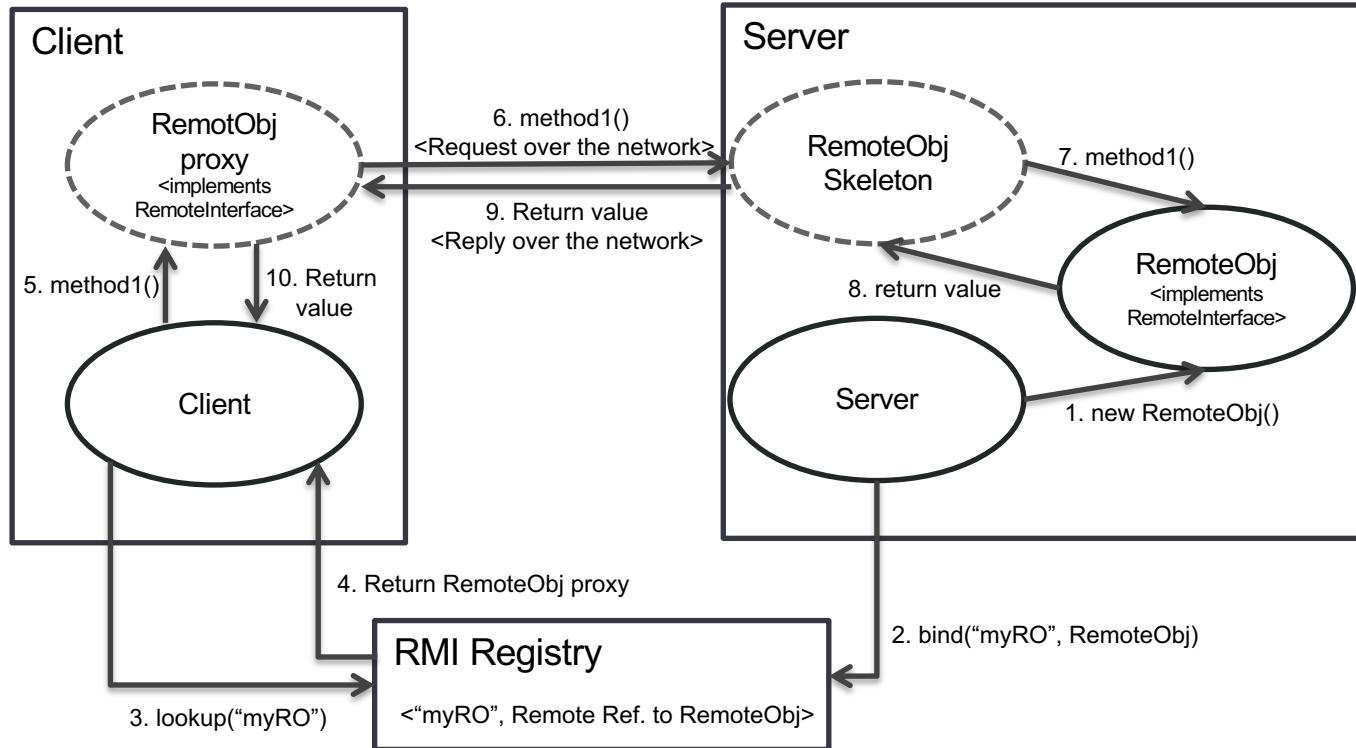 Client
RemotObj
proxy
<implements
RemoteInterface>
5. method1()
10. Return
value
Client
6. method1()
<Request over the network>
9. Return value
<Reply over the network>
Server
RemoteObj
Skeleton
7. method1()
RemoteObj
<implements
RemoteInterface>
8. return value
Server
1. new RemoteObj()
4. Return RemoteObj proxy
2. bind(“myRO”, RemoteObj)
RMI Registry
<“myRO”, Remote Ref. to RemoteObj>
3. lookup(“myRO”)